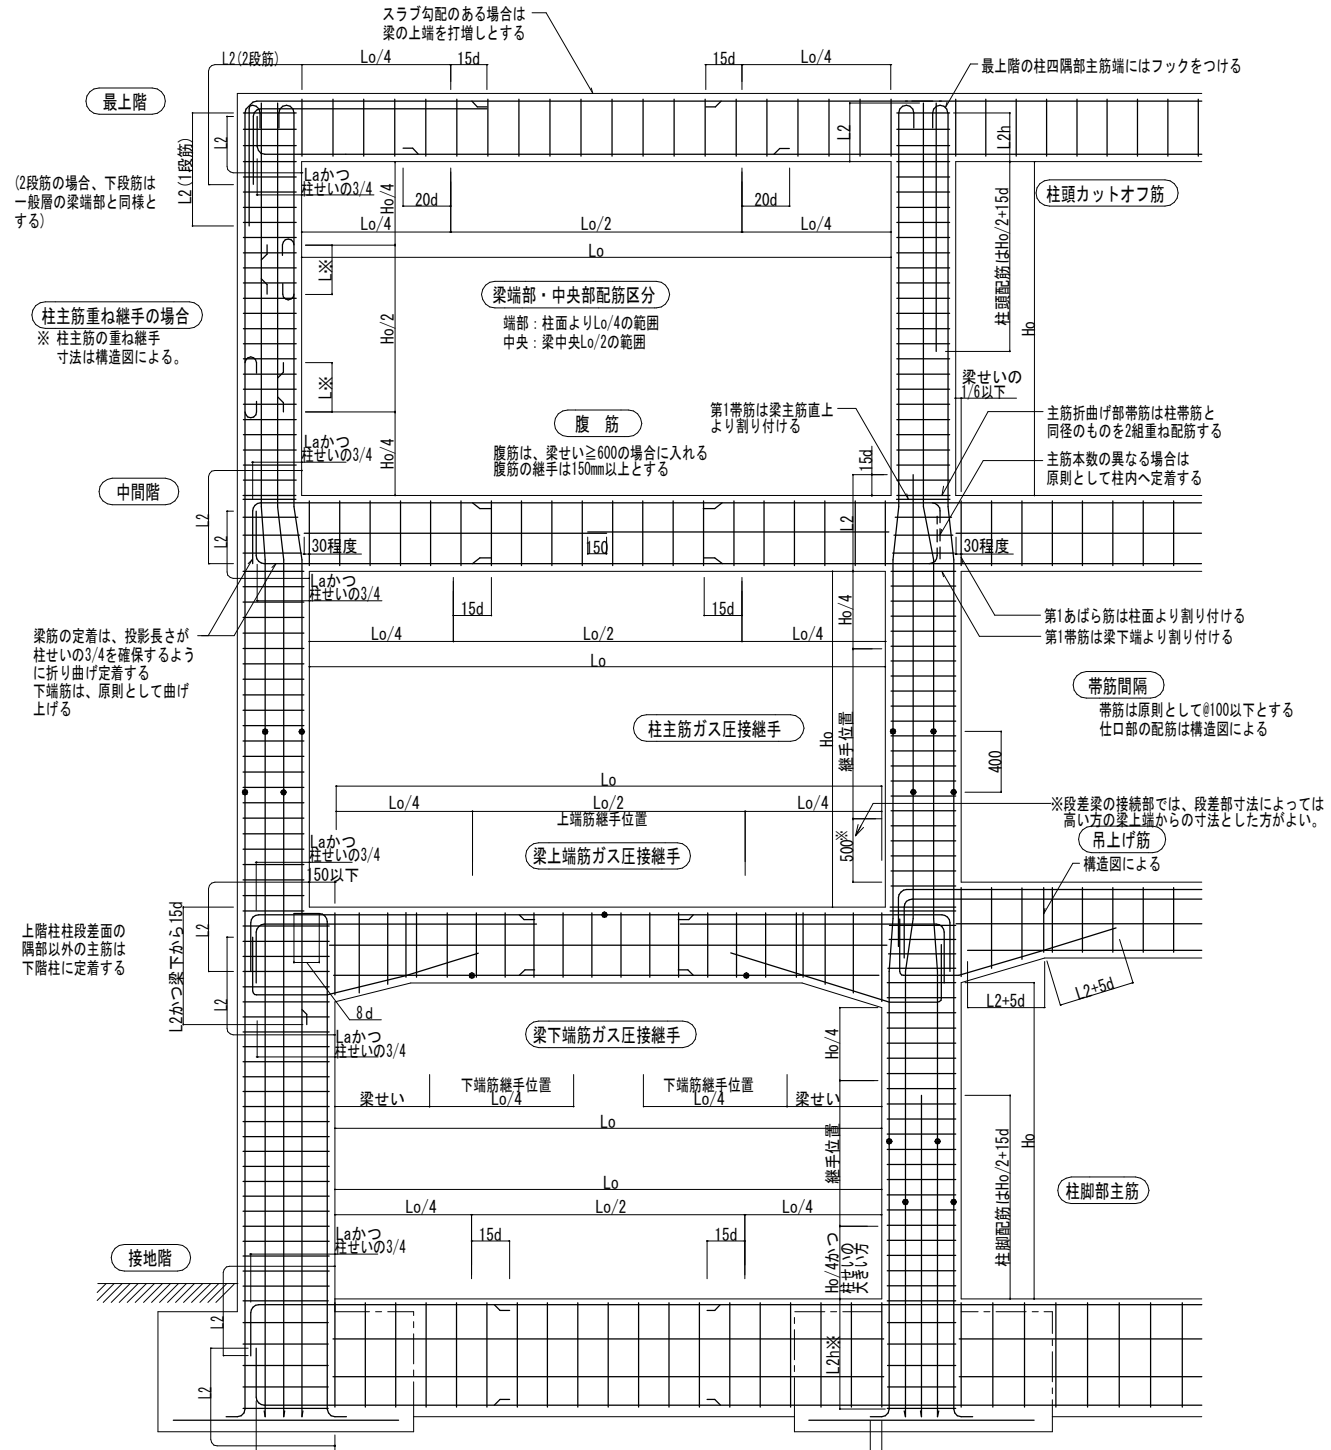 スラブ勾配のある場合は
梁の上端を打増しとする
L2(2段筋)
Lo/4
15d
15d
Lo/4
最上階の柱四隅部主筋端にはフックをつける
最上階
L2
L2(1段筋)
L2
L2h
(2段筋の場合、下段筋は
一般層の梁端部と同様と
する)
Laかつ
柱せいの3/4
Ho/4
20d
20d
Lo/4
Lo/2
Lo/4
Lo
柱頭カットオフ筋
柱頭配筋はHo/2+15d
Ho
L※
梁端部・中央部配筋区分
端部：柱面よりLo/4の範囲
中央：梁中央Lo/2の範囲
柱主筋重ね継手の場合
※ 柱主筋の重ね継手
寸法は構造図による。
Ho/2
L※
梁せいの
1/6以下
腹　筋
腹筋は、梁せい≧600の場合に入れる
腹筋の継手は150mm以上とする
第1帯筋は梁主筋直上
より割り付ける
主筋折曲げ部帯筋は柱帯筋と
同径のものを2組重ね配筋する
主筋本数の異なる場合は
原則として柱内へ定着する
Laかつ
柱せいの3/4
Ho/4
15d
中間階
L2
L2
L2
30程度
150
30程度
Laかつ
柱せいの3/4
15d
15d
Ho/4
第1あばら筋は柱面より割り付ける
第1帯筋は梁下端より割り付ける
梁筋の定着は、投影長さが
柱せいの3/4を確保するよう
に折り曲げ定着する
下端筋は、原則として曲げ
上げる
Lo/4
Lo/2
Lo/4
Lo
帯筋間隔
帯筋は原則として@100以下とする
仕口部の配筋は構造図による
柱主筋ガス圧接継手
Ho
継手位置
400
Lo
Lo/4
Lo/2
Lo/4
上端筋継手位置
梁上端筋ガス圧接継手
500※
※段差梁の接続部では、段差部寸法によっては
高い方の梁上端からの寸法とした方がよい。
吊上げ筋
構造図による
Laかつ
柱せいの3/4
150以下
上階柱柱段差面の
隅部以外の主筋は
下階柱に定着する
L2かつ梁下から15d
L2
L2
8d
L2+5d
L2+5d
Laかつ
柱せいの3/4
梁下端筋ガス圧接継手
Ho/4
下端筋継手位置
下端筋継手位置
梁せい
Lo/4
Lo/4
梁せい
Lo
継手位置
Ho
柱脚配筋はHo/2+15d
柱脚部主筋
Lo
Lo/4
Lo/2
Lo/4
Laかつ
柱せいの3/4
15d
15d
Ho/4かつ
柱せいの
大きい方
接地階
L2
L2
L2h※